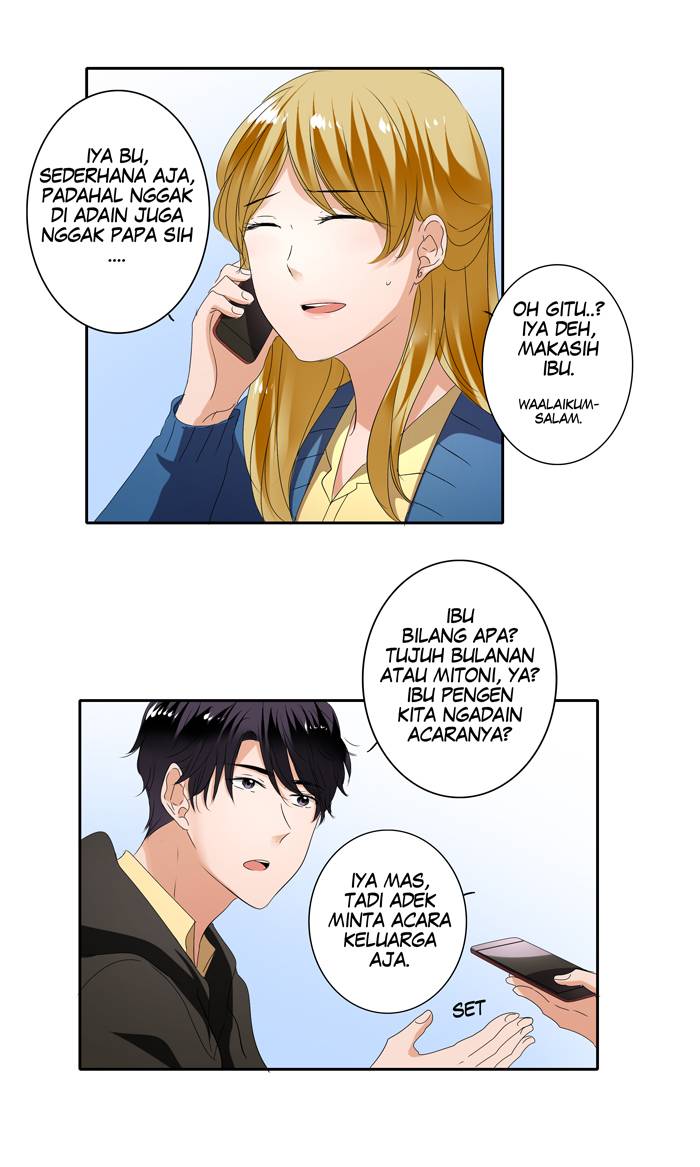 IYA BU,
SEDERHANA AJA,
PADAHAL NGGAK
DI ADAIN JUGA
NGGAK PAPA SIH
....
OH GITU..?
IYA DEH,
MAKASIH
IBU.
WAALAIKUM-
SALAM.
IBU
BILANG APA?
TUJUH BULANAN
ATAU MITONI, YA?
IBU PENGEN
KITA NGADAIN
ACARANYA?
IYA MAS,
TADI ADEK
MINTA ACARA
KELUARGA
AJA.
SET